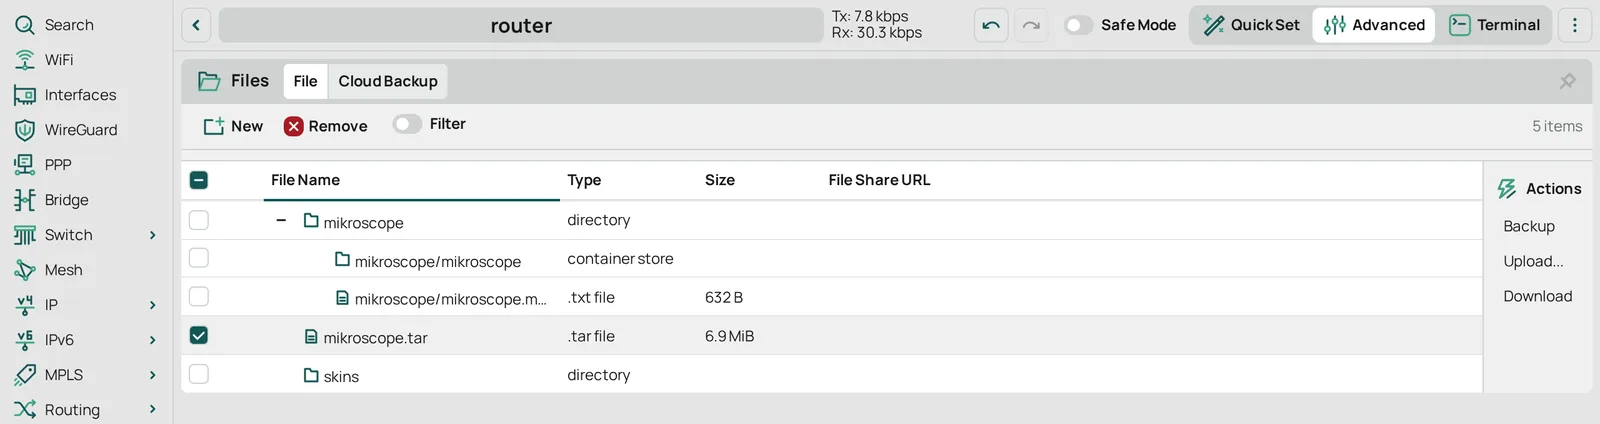 Search
WiFi
Interfaces
WireGuard
PPP
Bridge
Switch
Mesh
v4 IP
v6 IPv6
MPLS
Routing
router
Tx: 7.8 kbps
Rx: 30.3 kbps
Safe Mode
Quick Set
Advanced
Terminal
Files File Cloud Backup
New Remove Filter 5 items
File Name Type Size File Share URL
mikroscope directory
mikroscope/mikroscope container store
mikroscope/mikroscope.m... .txt file 632 B
mikroscope.tar .tar file 6.9 MiB
skins directory
Actions
Backup
Upload...
Download